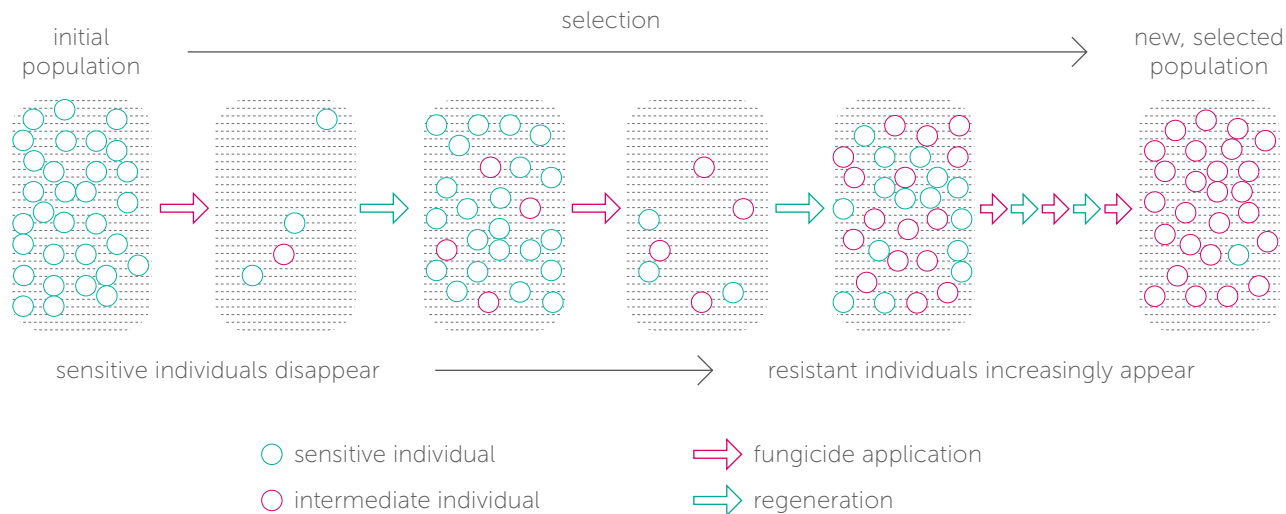 selection
initial
population
new, selected
population
sensitive individuals disappear
resistant individuals increasingly appear
sensitive individual
fungicide application
intermediate individual
regeneration